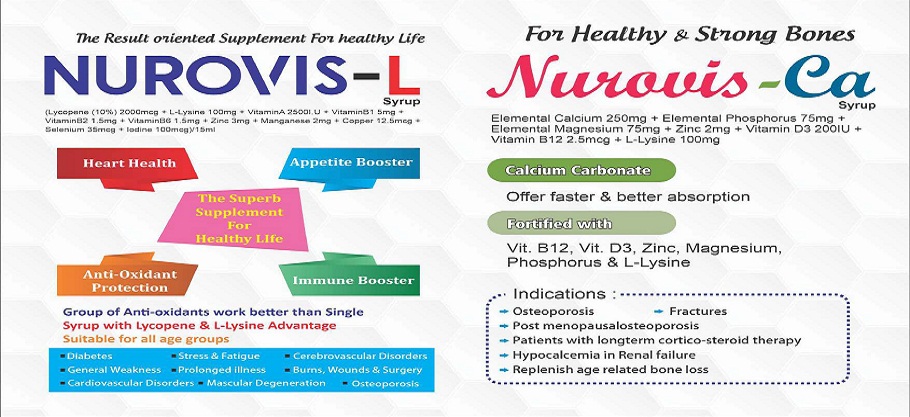 The Result oriented Supplement For healthy Life
NUROVIS-L
Syrup
(Lycopene (10%) 2000mcg + L-Lysine 100mg + VitaminA 2500I.U + VitaminB1 5mg +
VitaminB2 1.5mg + VitaminB6 1.5mg + Zinc 3mg + Manganese 2mg + Copper 12.5mcg +
Selenium 35mcg + Iodine 100mcg)/15ml
Heart Health
Appetite Booster
The Superb
Supplement
For
Healthy LIfe
Anti-Oxidant
Protection
Immune Booster
Group of Anti-oxidants work better than Single
Syrup with Lycopene & L-Lysine Advantage
Suitable for all age groups
Diabetes
Stress & Fatigue
Cerebrovascular Disorders
General Weakness
Prolonged illness
Burns, Wounds & Surgery
Cardiovascular Disorders
Mascular Degeneration
Osteoporosis
For Healthy & Strong Bones
Nurovis-Ca
Syrup
Elemental Calcium 250mg + Elemental Phosphorus 75mg +
Elemental Magnesium 75mg + Zinc 2mg + Vitamin D3 200IU +
Vitamin B12 2.5mcg + L-Lysine 100mg
Calcium Carbonate
Offer faster & better absorption
Fortified with
Vit. B12, Vit. D3, Zinc, Magnesium,
Phosphorus & L-Lysine
Indications :
Osteoporosis
Fractures
Post menopausalosteoporosis
Patients with longterm cortico-steroid therapy
Hypocalcemia in Renal failure
Replenish age related bone loss